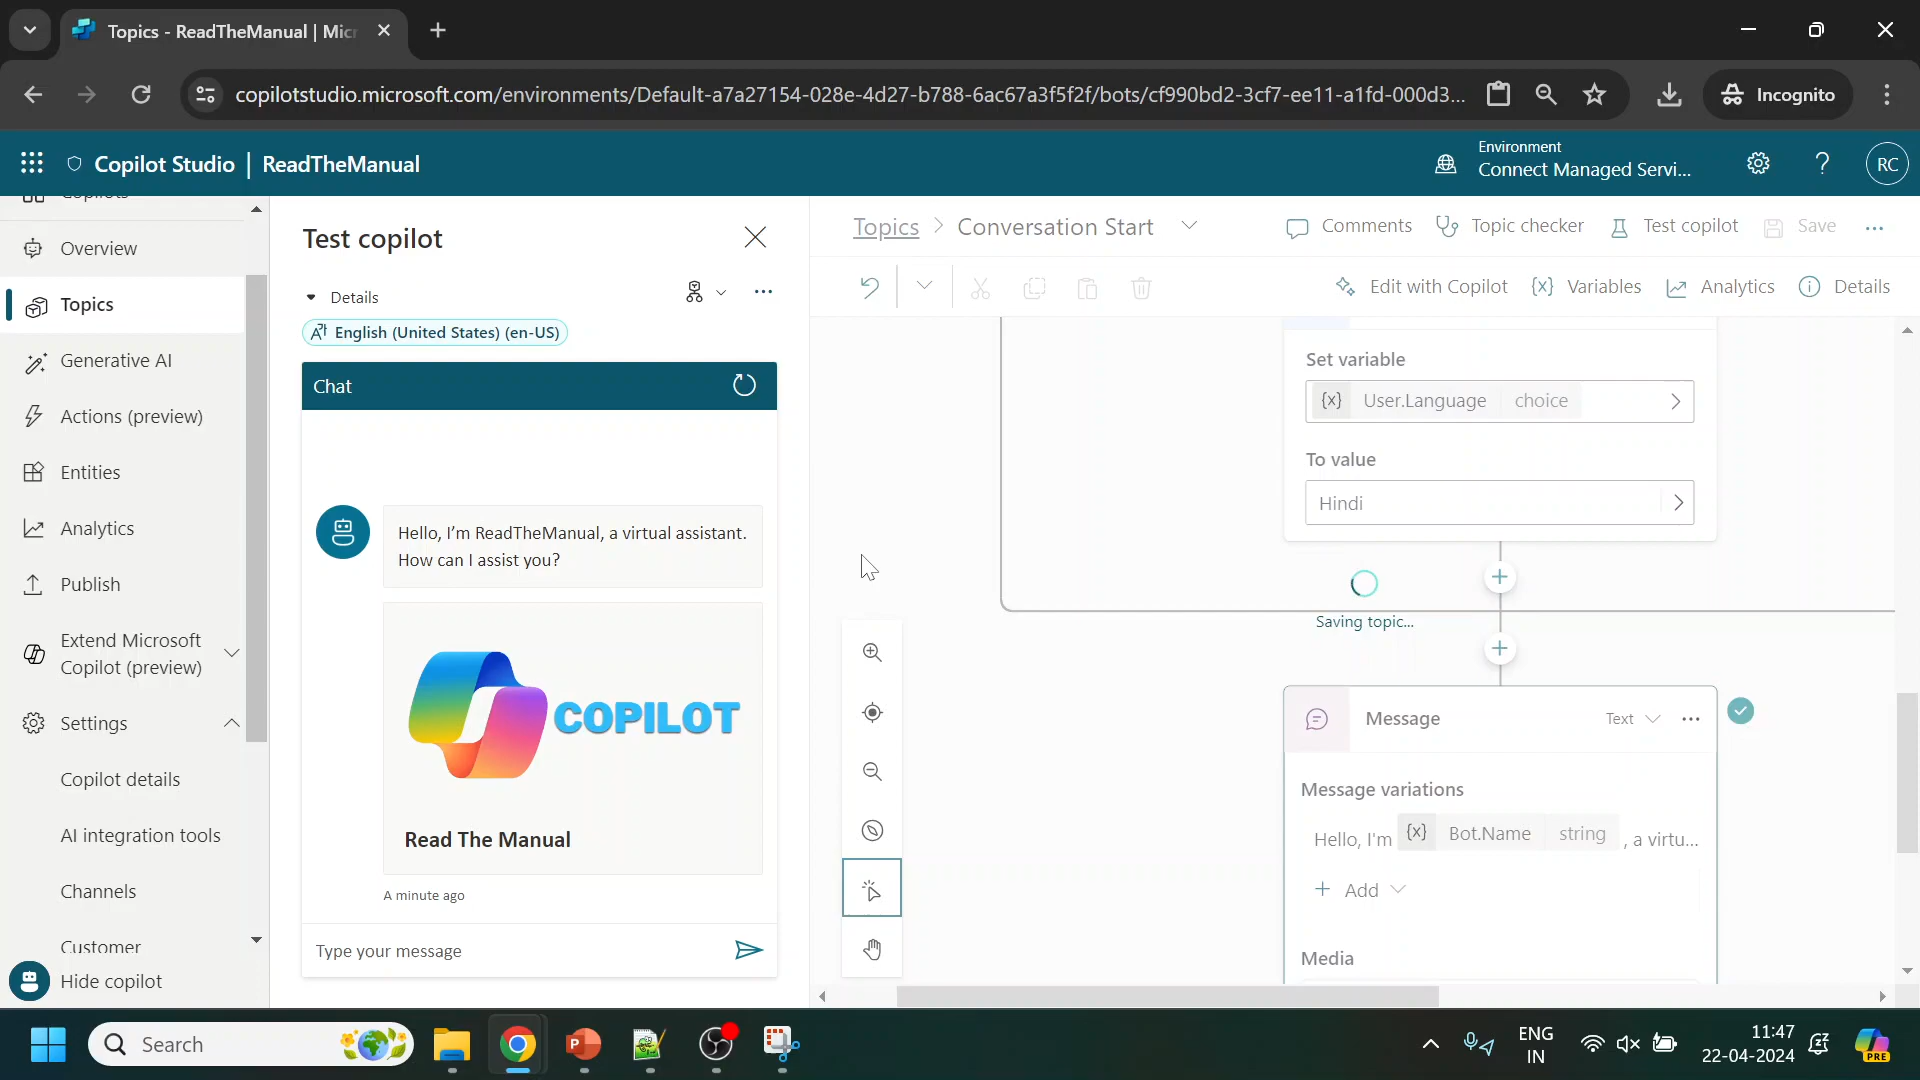 Topics - ReadTheManual | Micr
copilotstudio.microsoft.com/environments/Default-a7a27154-028e-4d27-b788-6ac67a3f5f2f/bots/cf990bd2-3cf7-ee11-a1fd-000d3...
Incognito
Copilot Studio | ReadTheManual
Environment
Connect Managed Servi...
RC
Copilots
Overview
Topics
Generative AI
Actions (preview)
Entities
Analytics
Publish
Extend Microsoft
Copilot (preview)
Settings
Copilot details
AI integration tools
Channels
Customer
Hide copilot
Test copilot
Details
English (United States) (en-US)
Chat
Hello, I'm ReadTheManual, a virtual assistant.
How can I assist you?
COPILOT
Read The Manual
A minute ago
Type your message
Topics > Conversation Start
Comments
Topic checker
Test copilot
Save
Edit with Copilot
{x} Variables
Analytics
Details
Set variable
{x} User.Language choice
To value
Hindi
Saving topic...
Message
Text
Message variations
Hello, I'm {x} Bot.Name string , a virtu...
+ Add
Media
Search
ENG
IN
11:47
22-04-2024
PRE